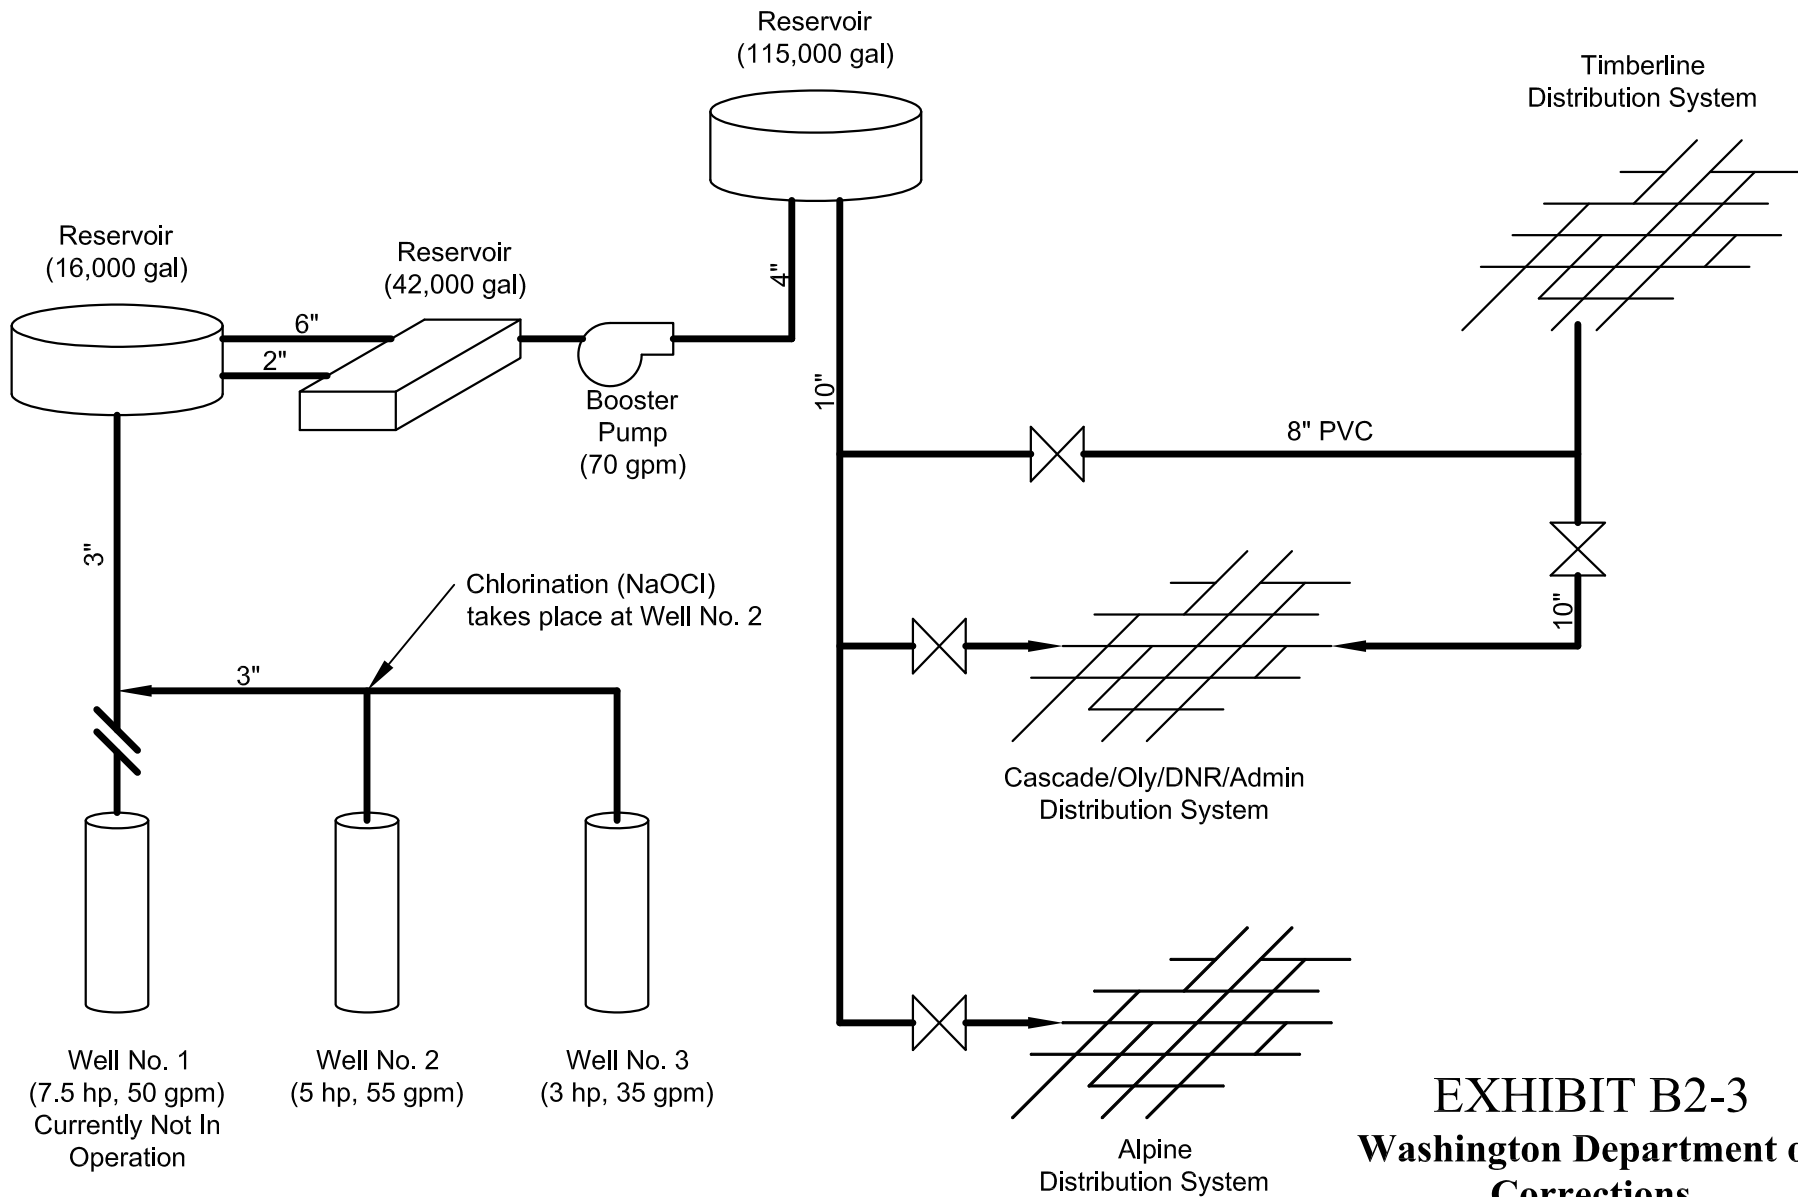 Reservoir
(115,000 gal)
Timberline
Distribution System
Reservoir
(16,000 gal)
Reservoir
(42,000 gal)
6"
2"
4"
10"
Booster
Pump
(70 gpm)
8" PVC
3"
Chlorination (NaOCl)
takes place at Well No. 2
10"
3"
Cascade/Oly/DNR/Admin
Distribution System
Well No. 1
(7.5 hp, 50 gpm)
Currently Not In
Operation
Well No. 2
(5 hp, 55 gpm)
Well No. 3
(3 hp, 35 gpm)
Alpine
Distribution System
EXHIBIT B2-3
Washington Department
Corrections